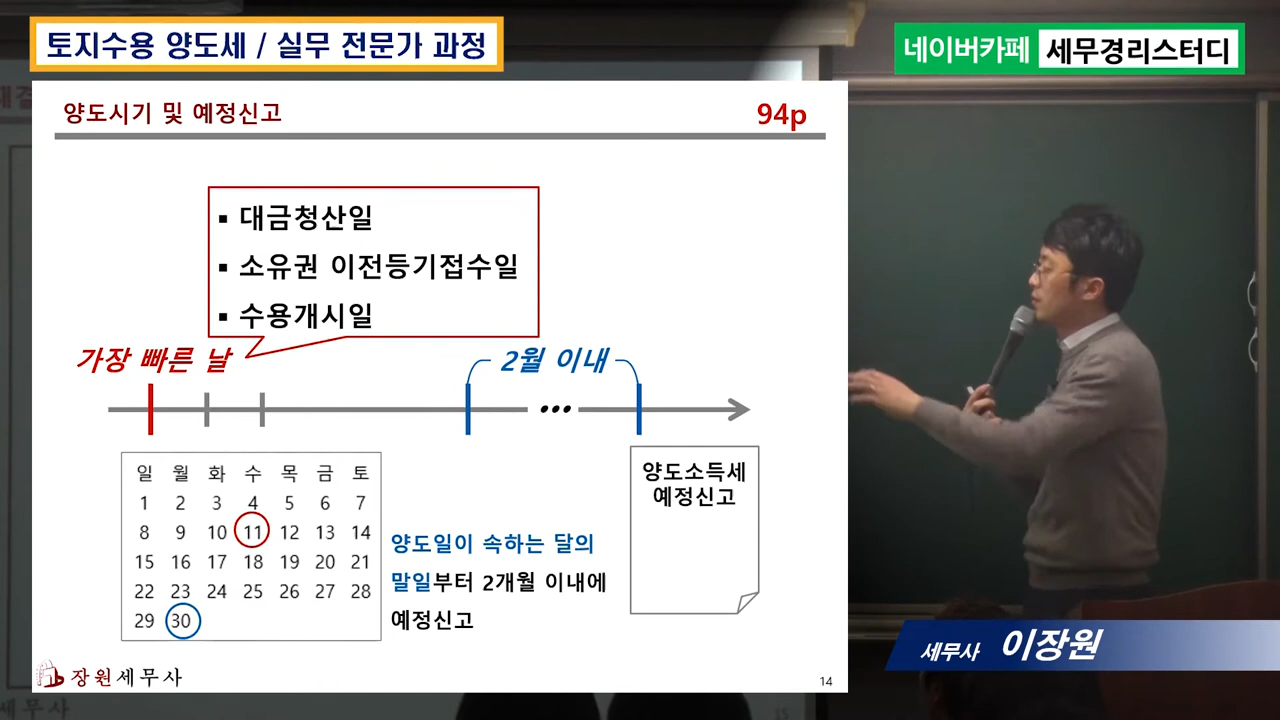 토지수용 양도세 / 실무 전문가 과정
네이버카페 세무경리스터디
양도시기 및 예정신고
94p
▪ 대금청산일
▪ 소유권 이전등기접수일
▪ 수용개시일
가장 빠른 날
2월 이내
•••
일 월 화 수 목 금 토
1 2 3 4 5 6 7
8 9 10 11 12 13 14
15 16 17 18 19 20 21
22 23 24 25 26 27 28
29 30
양도일이 속하는 달의
말일부터 2개월 이내에
예정신고
양도소득세
예정신고
장원세무사
14
세무사 이장원
세무사